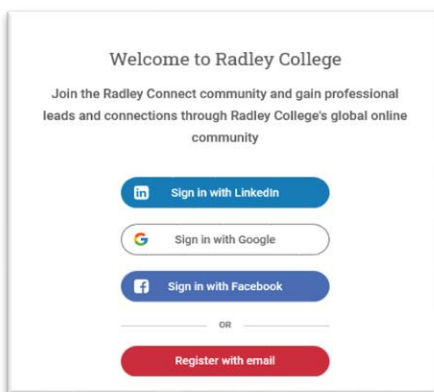 Welcome to Radley College
Join the Radley Connect community and gain professional
leads and connections through Radley College's global online
community
in Sign in with LinkedIn
G Sign in with Google
f Sign in with Facebook
OR
Register with email